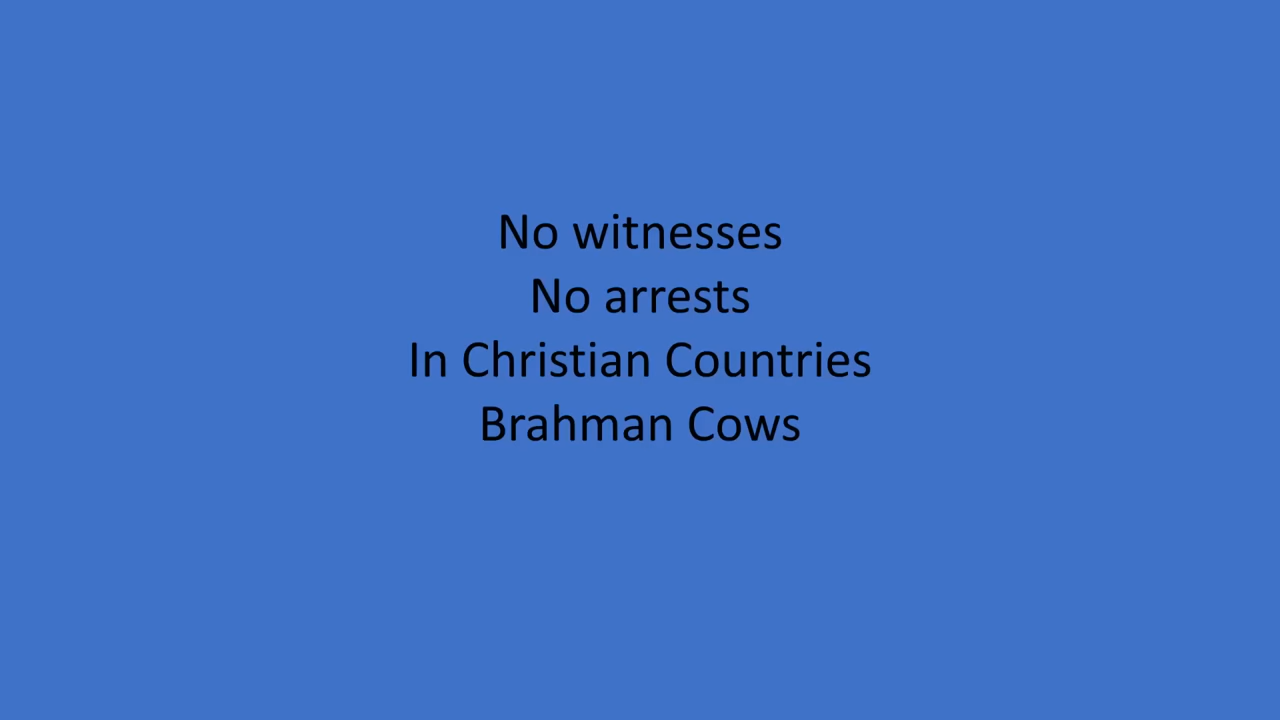 No witnesses
No arrests
In Christian Countries
Brahman Cows